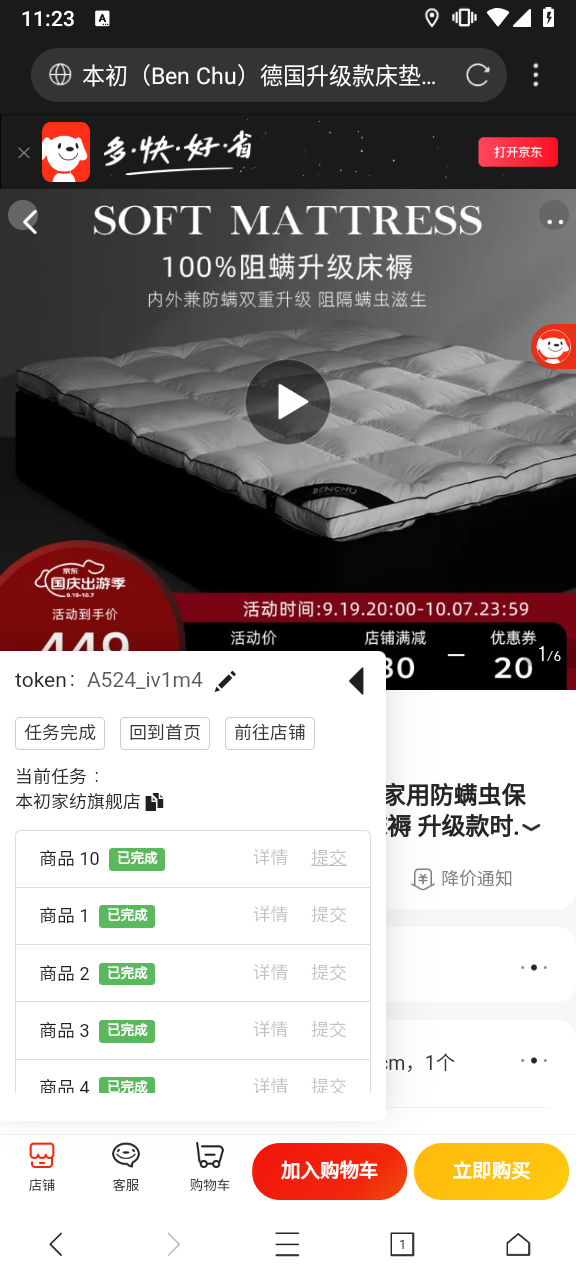 11:23
A
本初（Ben Chu）德国升级款床垫...
多·快·好·省
打开京东
SOFT MATTRESS
100%阻螨升级床褥
内外兼防螨双重升级 阻隔螨虫滋生
BENCHU
京东
国庆出游季
9.19-10.7
活动到手价
449
活动时间:9.19.20:00-10.07.23:59
活动价
店铺满减
优惠券
30
20
1/6
token： A524_iv1m4
任务完成
回到首页
前往店铺
当前任务：
本初家纺旗舰店
商品 10 已完成 详情 提交
商品 1 已完成 详情 提交
商品 2 已完成 详情 提交
商品 3 已完成 详情 提交
商品 4 已完成 详情 提交
家用防螨虫保
褥 升级款时.
降价通知
cm，1个
店铺
客服
购物车
加入购物车
立即购买
1